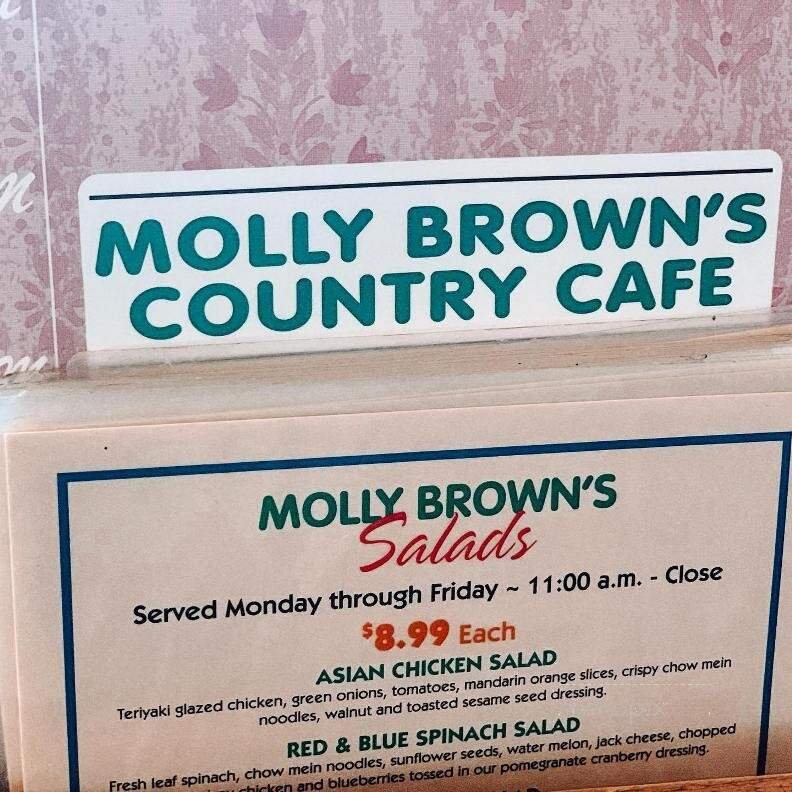 MOLLY BROWN'S
COUNTRY CAFE
MOLLY BROWN'S
Salads
Served Monday through Friday ~ 11:00 a.m. - Close
$8.99 Each
ASIAN CHICKEN SALAD
Teriyaki glazed chicken, green onions, tomatoes, mandarin orange slices, crispy chow mein
noodles, walnut and toasted sesame seed dressing.
RED & BLUE SPINACH SALAD
Fresh leaf spinach, chow mein noodles, sunflower seeds, water melon, jack cheese, chopped
chicken and blueberries tossed in our pomegranate cranberry dressing.